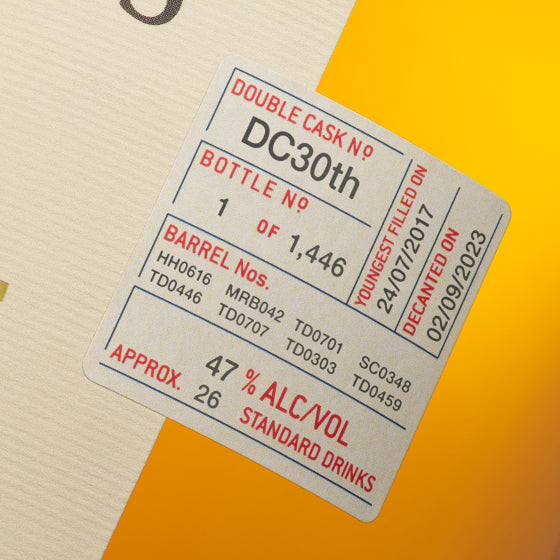 DOUBLE CASK Nº
DC30th
BOTTLE Nº
1 OF 1,446
YOUNGEST FILLED ON
24/07/2017
DECANTED ON
02/09/2023
BARREL Nos.
HH0616 MRB042 TD0701 SC0348
TD0446 TD0707 TD0303 TD0459
47 % ALC/VOL
APPROX. 26 STANDARD DRINKS